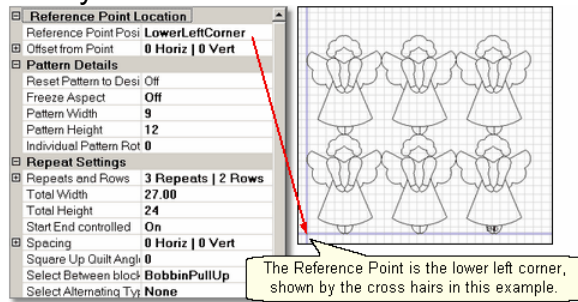 Reference Point Location
Reference Point Posi LowerLeftCorner
Offset from Point 0 Horiz | 0 Vert
Pattern Details
Reset Pattern to Desi Off
Freeze Aspect Off
Pattern Width 9
Pattern Height 12
Individual Pattern Rot 0
Repeat Settings
Repeats and Rows 3 Repeats | 2 Rows
Total Width 27.00
Total Height 24
Start End controlled On
Spacing 0 Horiz | 0 Vert
Square Up Quilt Angle 0
Select Between block BobbinPullUp
Select Alternating Typ None
The Reference Point is the lower left corner,
shown by the cross hairs in this example.